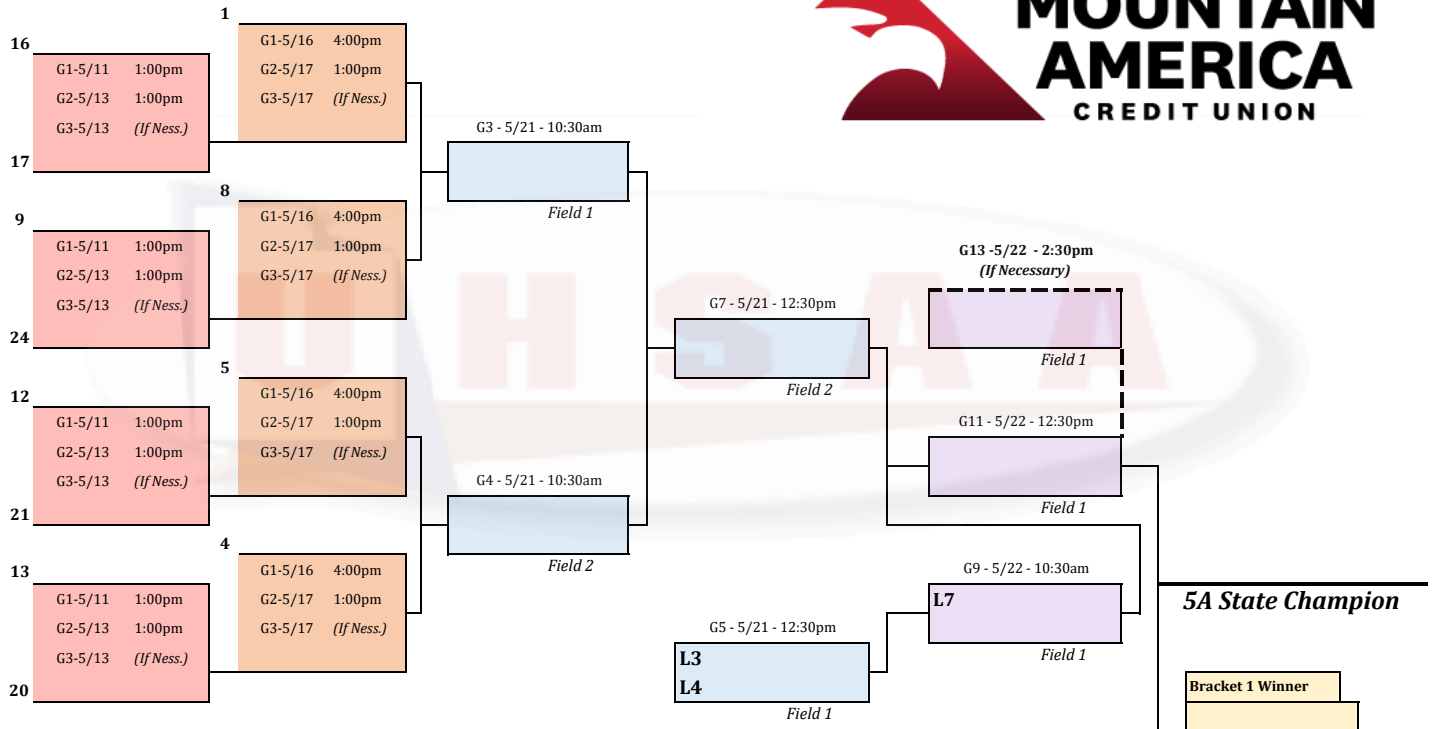 MOUNTAIN
AMERICA
CREDIT UNION
1
G1-5/16 4:00pm
G2-5/17 1:00pm
G3-5/17 (If Ness.)
16
G1-5/11 1:00pm
G2-5/13 1:00pm
G3-5/13 (If Ness.)
17
G3 - 5/21 - 10:30am
Field 1
8
G1-5/16 4:00pm
G2-5/17 1:00pm
G3-5/17 (If Ness.)
9
G1-5/11 1:00pm
G2-5/13 1:00pm
G3-5/13 (If Ness.)
24
G13 -5/22 - 2:30pm
(If Necessary)
Field 1
G7 - 5/21 - 12:30pm
Field 2
UHSAA
5
G1-5/16 4:00pm
G2-5/17 1:00pm
G3-5/17 (If Ness.)
12
G1-5/11 1:00pm
G2-5/13 1:00pm
G3-5/13 (If Ness.)
21
G11 - 5/22 - 12:30pm
Field 1
G4 - 5/21 - 10:30am
Field 2
4
G1-5/16 4:00pm
G2-5/17 1:00pm
G3-5/17 (If Ness.)
13
G1-5/11 1:00pm
G2-5/13 1:00pm
G3-5/13 (If Ness.)
20
G9 - 5/22 - 10:30am
L7
Field 1
5A State Champion
G5 - 5/21 - 12:30pm
L3
L4
Field 1
Bracket 1 Winner